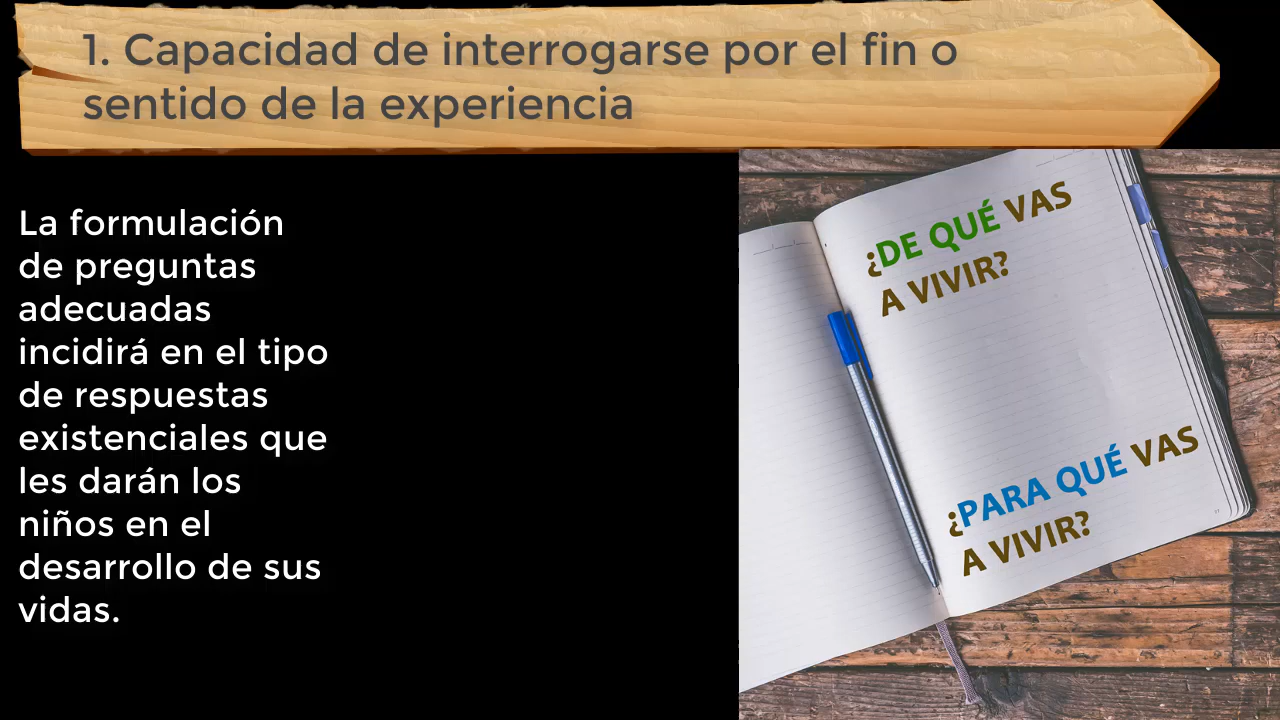 1. Capacidad de interrogarse por el fin o
sentido de la experiencia
La formulación
de preguntas
adecuadas
incidirá en el tipo
de respuestas
existenciales que
les darán los
niños en el
desarrollo de sus
vidas.
¿DE QUÉ VAS
A VIVIR?
¿PARA QUÉ VAS
A VIVIR?